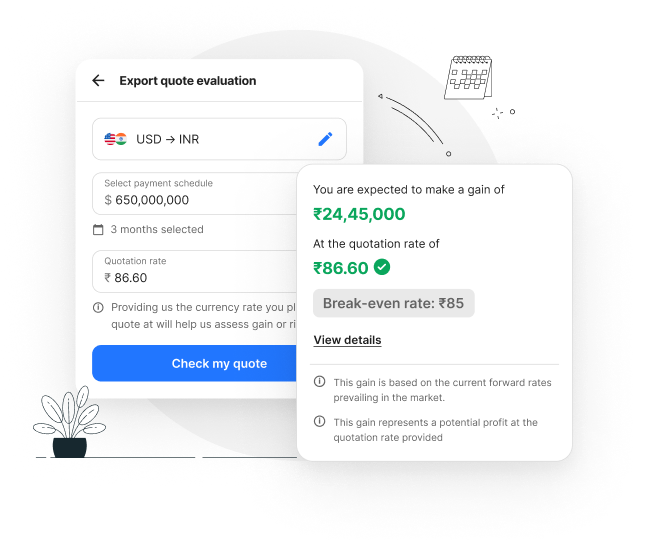 Export quote evaluation
USD → INR
Select payment schedule
$ 650,000,000
3 months selected
Quotation rate
₹ 86.60
Providing us the currency rate you
quote at will help us assess gain or
Check my quote
You are expected to make a gain of
₹24,45,000
At the quotation rate of
₹86.60
Break-even rate: ₹85
View details
This gain is based on the current forward rates
prevailing in the market.
This gain represents a potential profit at the
quotation rate provided